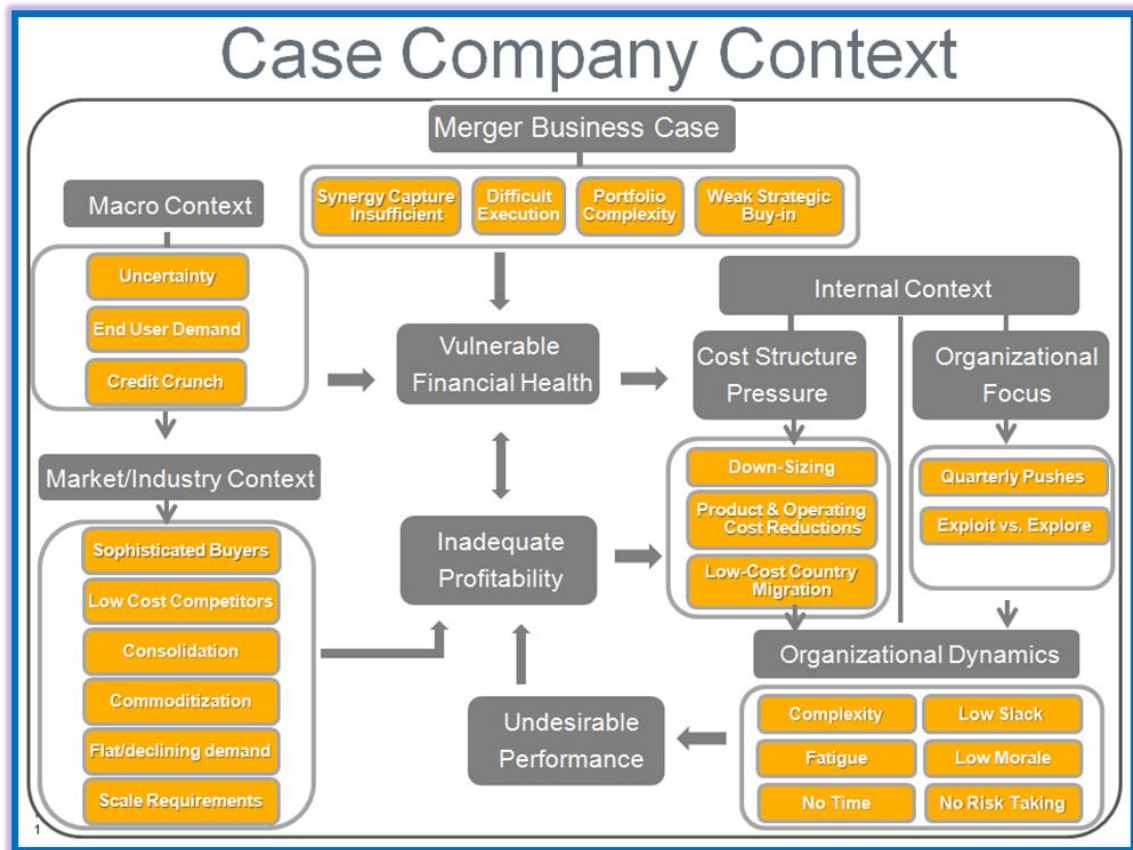 Case Company Context
Merger Business Case
Synergy Capture
Insufficient
Difficult
Execution
Portfolio
Complexity
Weak Strategic
Buy-in
Macro Context
Uncertainty
End User Demand
Credit Crunch
Vulnerable
Financial Health
Internal Context
Cost Structure
Pressure
Organizational
Focus
Market/Industry Context
Sophisticated Buyers
Low Cost Competitors
Consolidation
Commoditization
Flat/declining demand
Scale Requirements
Inadequate
Profitability
Down-Sizing
Product & Operating
Cost Reductions
Low-Cost Country
Migration
Quarterly Pushes
Exploit vs. Explore
Organizational Dynamics
Complexity
Low Slack
Fatigue
Low Morale
No Time
No Risk Taking
Undesirable
Performance
1